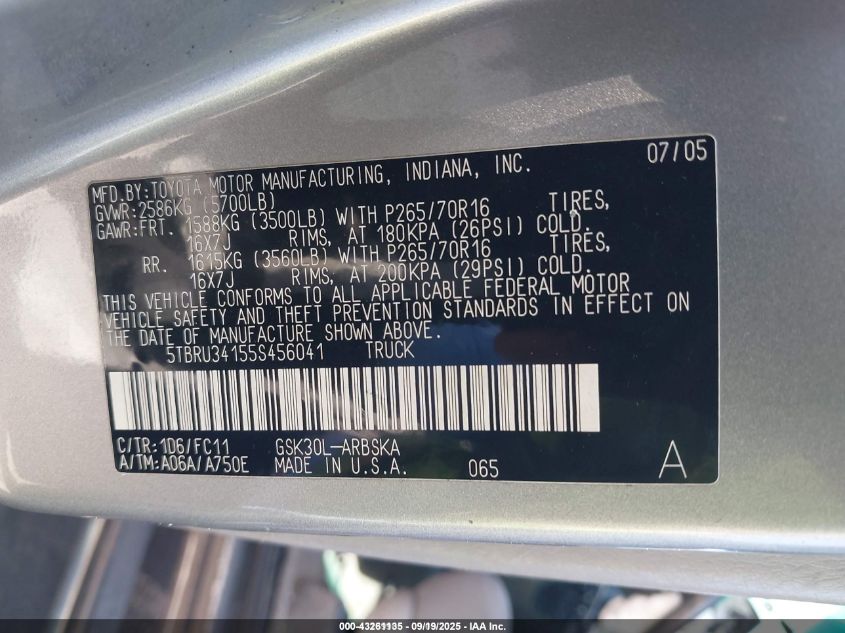 07/05
MFD.BY:TOYOTA MOTOR MANUFACTURING, INDIANA, INC.
GVWR:2586KG (5700LB)
GAWR:FRT. 1588KG (3500LB) WITH P265/70R16 TIRES,
16X7J RIMS, AT 180KPA (26PSI) COLD.
RR. 1615KG (3560LB) WITH P265/70R16 TIRES,
16X7J RIMS, AT 200KPA (29PSI) COLD.
THIS VEHICLE CONFORMS TO ALL APPLICABLE FEDERAL MOTOR
VEHICLE SAFETY AND THEFT PREVENTION STANDARDS IN EFFECT ON
THE DATE OF MANUFACTURE SHOWN ABOVE.
5TBRU34155S456041 TRUCK
C/TR:1D6/FC11 GSK30L-ARBSKA
A/TM:A06A/A750E MADE IN U.S.A. 065 A
000-43261135 - 09/19/2025 - IAA Inc.